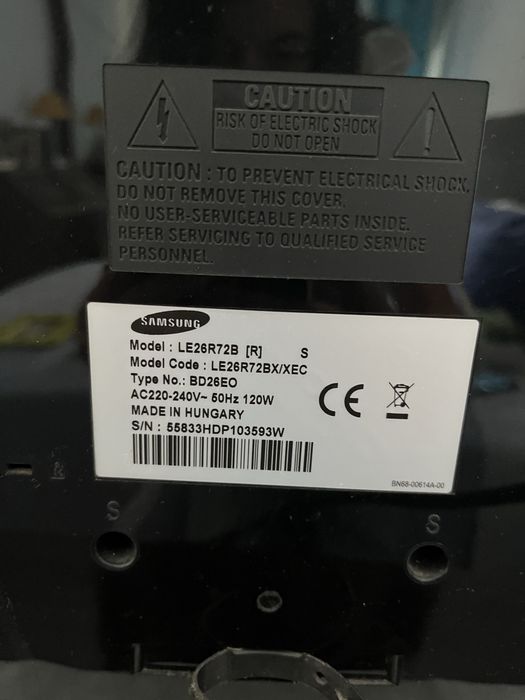 CAUTION
RISK OF ELECTRIC SHOCK
DO NOT OPEN
CAUTION : TO PREVENT ELECTRICAL SHOCK,
DO NOT REMOVE THIS COVER.
NO USER-SERVICEABLE PARTS INSIDE.
REFER SERVICING TO QUALIFIED SERVICE
PERSONNEL.
SAMSUNG
Model : LE26R72B [R] S
Model Code : LE26R72BX/XEC
Type No.: BD26EO
AC220-240V~ 50Hz 120W
MADE IN HUNGARY
S/N : 55833HDP103593W
CE
BN68-00614A-00
R
S
S